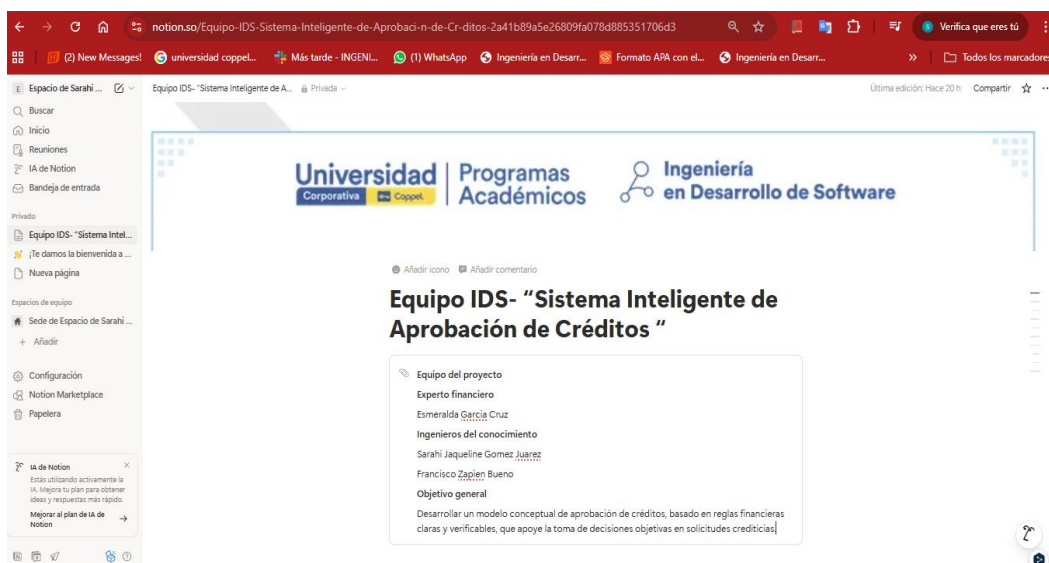 notion.so/Equipo-IDS-Sistema-Inteligente-de-Aprobaci-n-de-Cr-ditos-2a41b89a5e26809fa078d885351706d3
S Verifica que eres tú
(2) New Messages!
universidad coppel...
Más tarde - INGENI...
(1) WhatsApp
Ingeniería en Desarr...
Formato APA con el...
Ingeniería en Desarr...
»
Todos los marcadores
E Espacio de Sarahi ...
Equipo IDS- "Sistema Inteligente de A...
Privada
Última edición: Hace 20 h
Compartir
Buscar
Inicio
Reuniones
IA de Notion
Bandeja de entrada
Privado
Equipo IDS- "Sistema Intel...
¡Te damos la bienvenida a ...
Nueva página
Espacios de equipo
Sede de Espacio de Sarahi ...
+ Añadir
Configuración
Notion Marketplace
Papelera
IA de Notion
Estás utilizando activamente la
IA. Mejora tu plan para obtener
ideas y respuestas más rápido.
Mejorar al plan de IA de
Notion
Universidad
Corporativa Coppel
Programas
Académicos
Ingeniería
en Desarrollo de Software
Añadir icono
Añadir comentario
Equipo IDS- “Sistema Inteligente de
Aprobación de Créditos “
Equipo del proyecto
Experto financiero
Esmeralda García Cruz
Ingenieros del conocimiento
Sarahi Jaqueline Gomez Juarez
Francisco Zapien Bueno
Objetivo general
Desarrollar un modelo conceptual de aprobación de créditos, basado en reglas financieras
claras y verificables, que apoye la toma de decisiones objetivas en solicitudes crediticias.